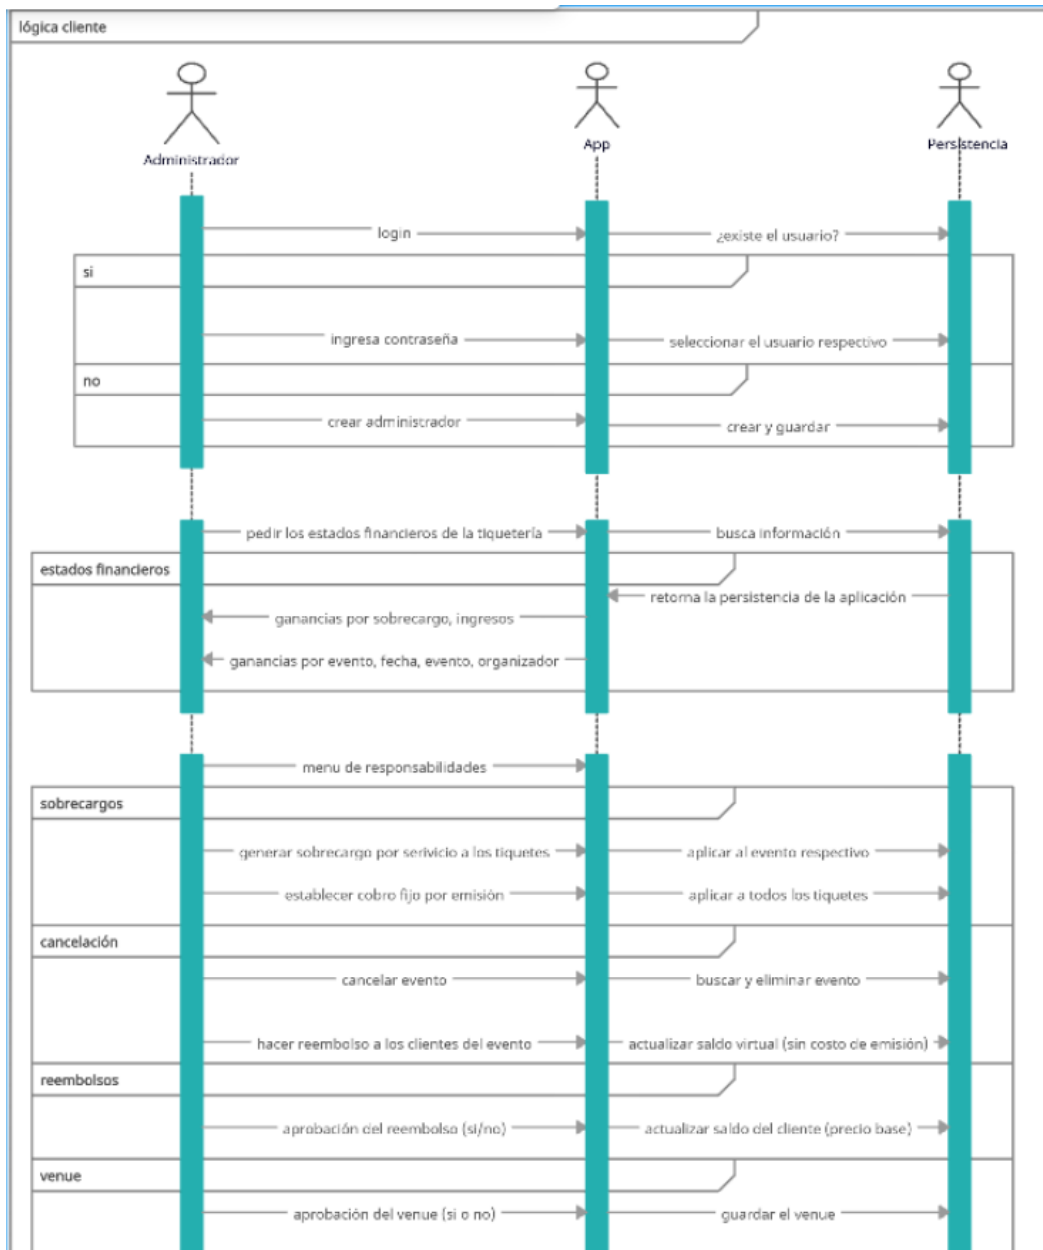 lógica cliente
Administrador
App
Persistencia
login
¿existe el usuario?
si
ingresa contraseña
seleccionar el usuario respectivo
no
crear administrador
crear y guardar
pedir los estados financieros de la tiquetería
busca información
estados financieros
retorna la persistencia de la aplicación
ganancias por sobrecargo, ingresos
ganancias por evento, fecha, evento, organizador
menu de responsabilidades
sobrecargos
generar sobrecargo por serivicio a los tiquetes
aplicar al evento respectivo
establecer cobro fijo por emisión
aplicar a todos los tiquetes
cancelación
cancelar evento
buscar y eliminar evento
hacer reembolso a los clientes del evento
actualizar saldo virtual (sin costo de emisión)
reembolsos
aprobación del reembolso (si/no)
actualizar saldo del cliente (precio base)
venue
aprobación del venue (si o no)
guardar el venue